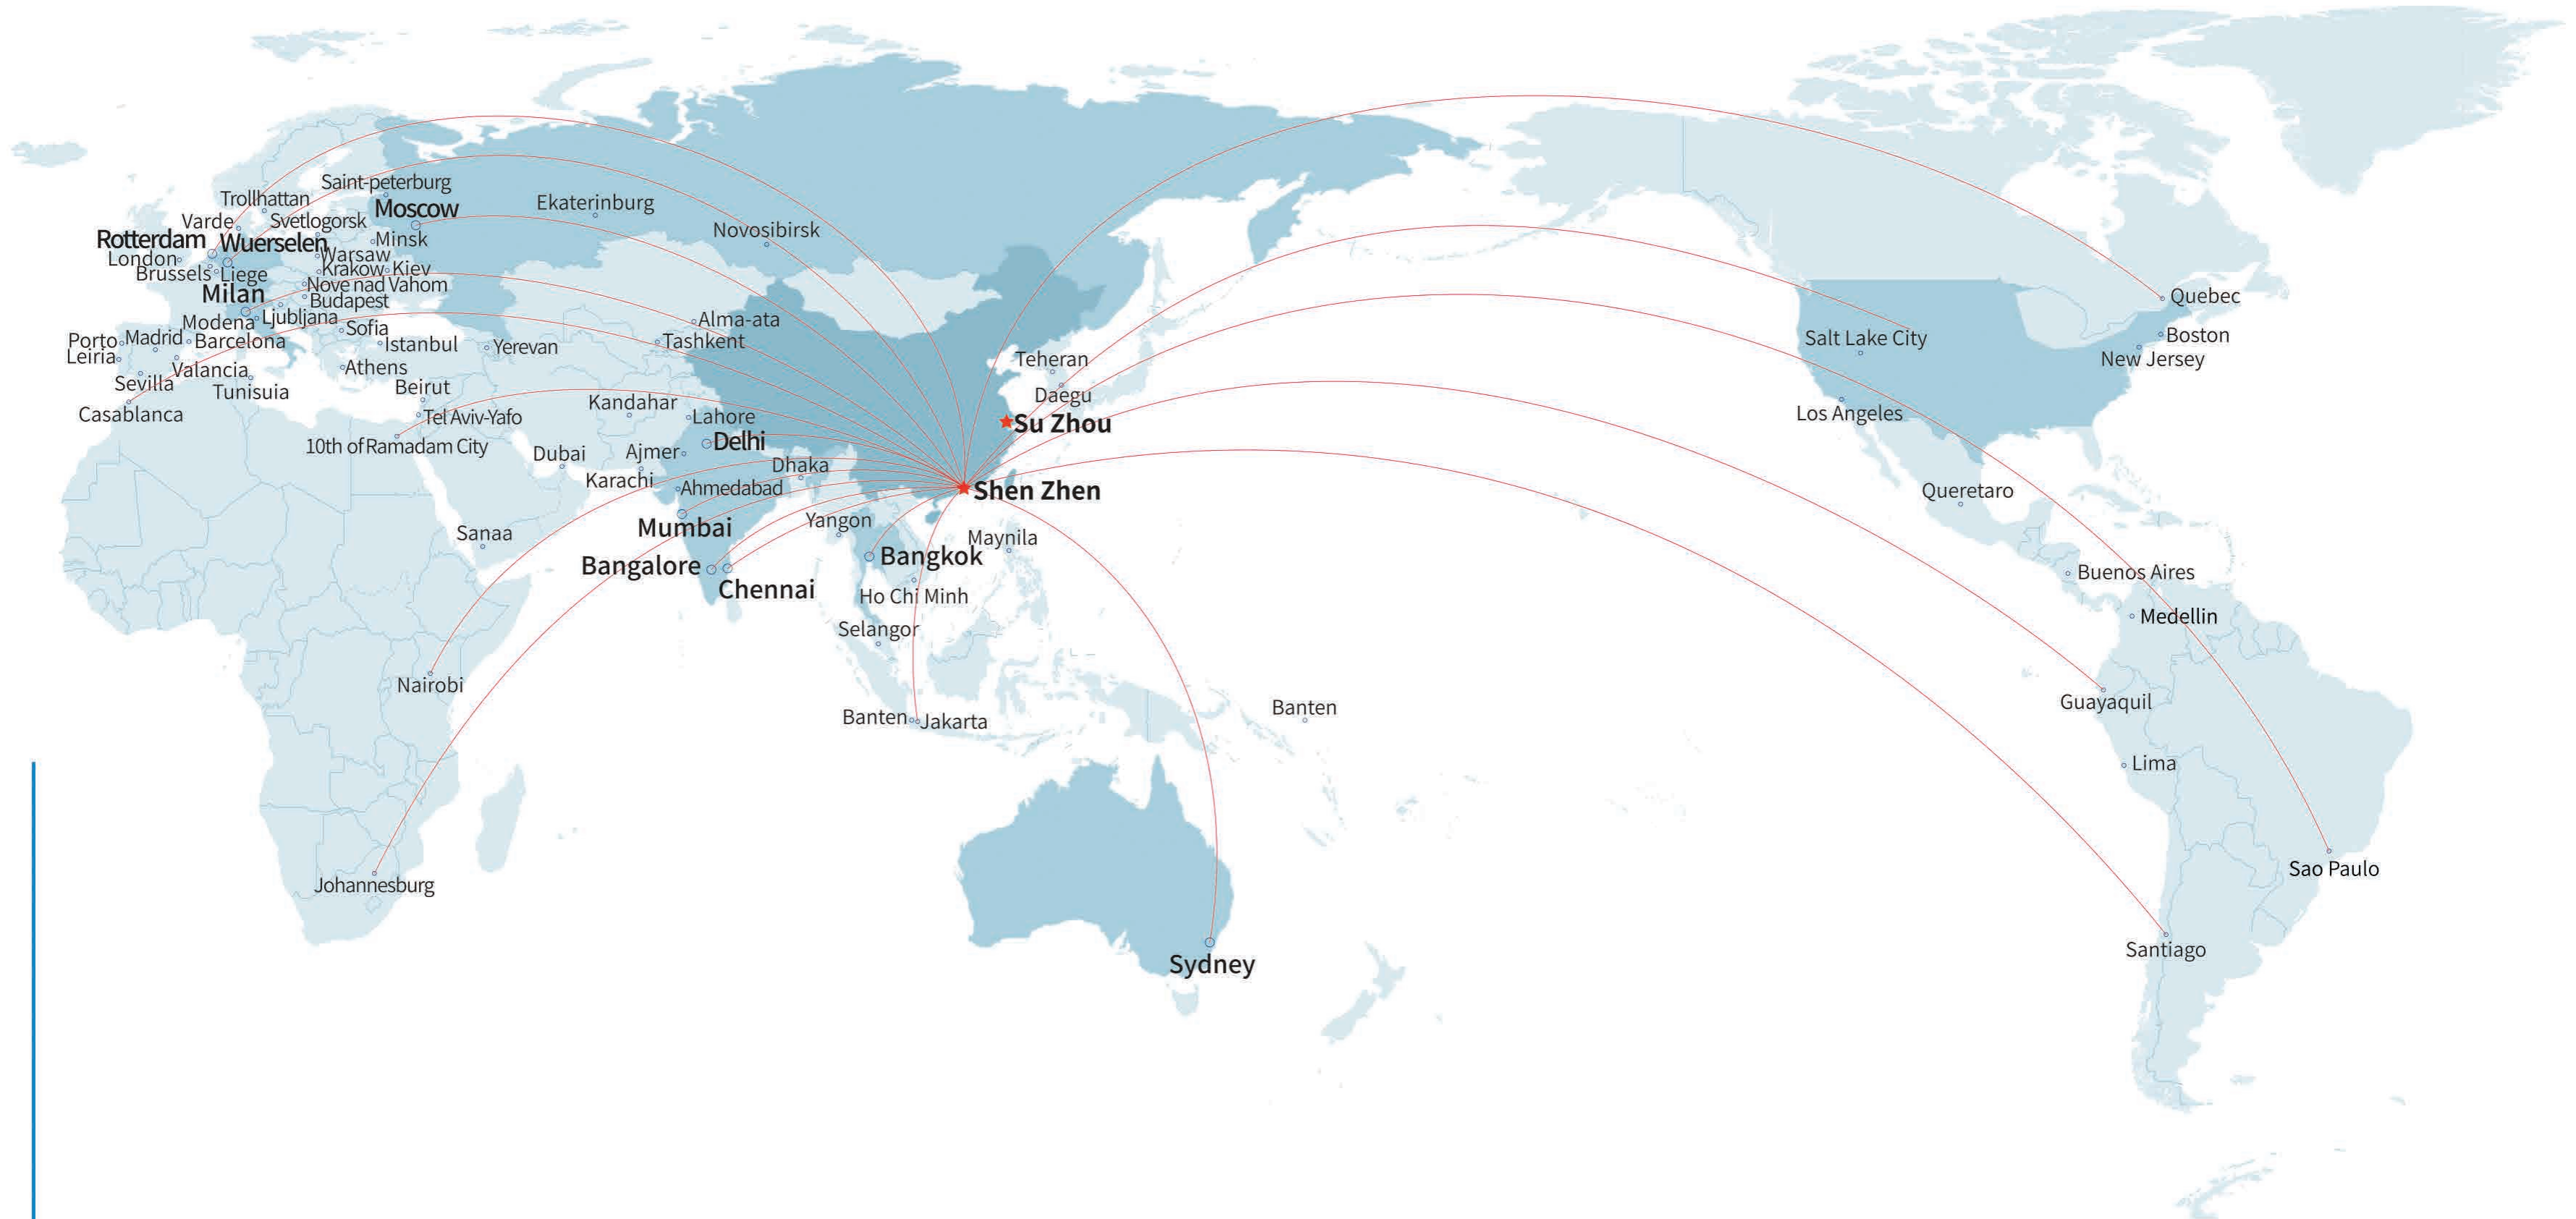 Saint-peterburg
Trollhattan
Ekaterinburg
Moscow
Varde
Svetlogorsk
Novosibirsk
Rotterdam
Wuerselen
Minsk
London
Warsaw
Brussels
Liege
Krakow
Kiev
Nove nad Vahom
Milan
Budapest
Quebec
Modena
Ljubljana
Sofia
Alma-ata
Porto
Madrid
Barcelona
Istanbul
Yerevan
Tashkent
Salt Lake City
Boston
Leiria
Teheran
New Jersey
Valancia
Athens
Sevilla
Tunisuia
Beirut
Daegu
Casablanca
Kandahar
Los Angeles
Tel Aviv-Yafo
Lahore
Su Zhou
10th of Ramadam City
Delhi
Dubai
Ajmer
Dhaka
Karachi
Ahmedabad
Shen Zhen
Queretaro
Mumbai
Yangon
Sanaa
Maynila
Bangalore
Bangkok
Chennai
Buenos Aires
Ho Chi Minh
Medellin
Selangor
Nairobi
Guayaquil
Banten
Jakarta
Banten
Lima
Johannesburg
Sao Paulo
Santiago
Sydney